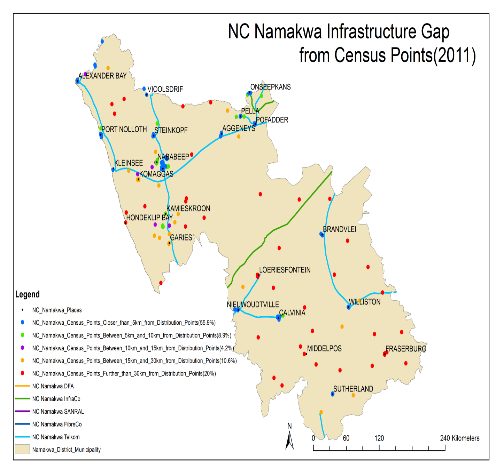 NC Namakwa Infrastructure Gap
from Census Points(2011)
ONSEEPKANS
ALEXANDER BAY
VIOOLSDRIF
PELLA
POFADDER
PORT NOLLOTH
STEINKOPF
AGGENEYS
NABABEEP
KLEINSEE
KOMAGGAS
KAMIESKROON
HONDEKLIP BAY
GARIES
BRANDVLEI
LOERIESFONTEIN
NIEUWOUDTVILLE
WILLISTON
CALVINIA
MIDDELPOS
FRASERBURG
SUTHERLAND
Legend
NC_Namakwa_Places
NC_Namakwa_Census_Points_Closer_than_5km_from_Distribution_Points
NC_Namakwa_Census_Points_Between_5km_and_10km_from_Distribution_Points(8.9%)
NC_Namakwa_Census_Points_Between_10km_and_15km_from_Distribution_Points(4.2%)
NC_Namakwa_Census_Points_Between_15km_and_30km_from_Distribution_Points(10.6%)
NC_Namakwa_Census_Points_Further_than_30km_from_Distribution_Points(20%)
NC Namakwa DFA
NC Namakwa InfraCo
NC Namakwa SANRAL
NC Namakwa FibreCo
NC Namakwa Telkom
Namakwa_District_Municipality
N
0 60 120 240 Kilometers